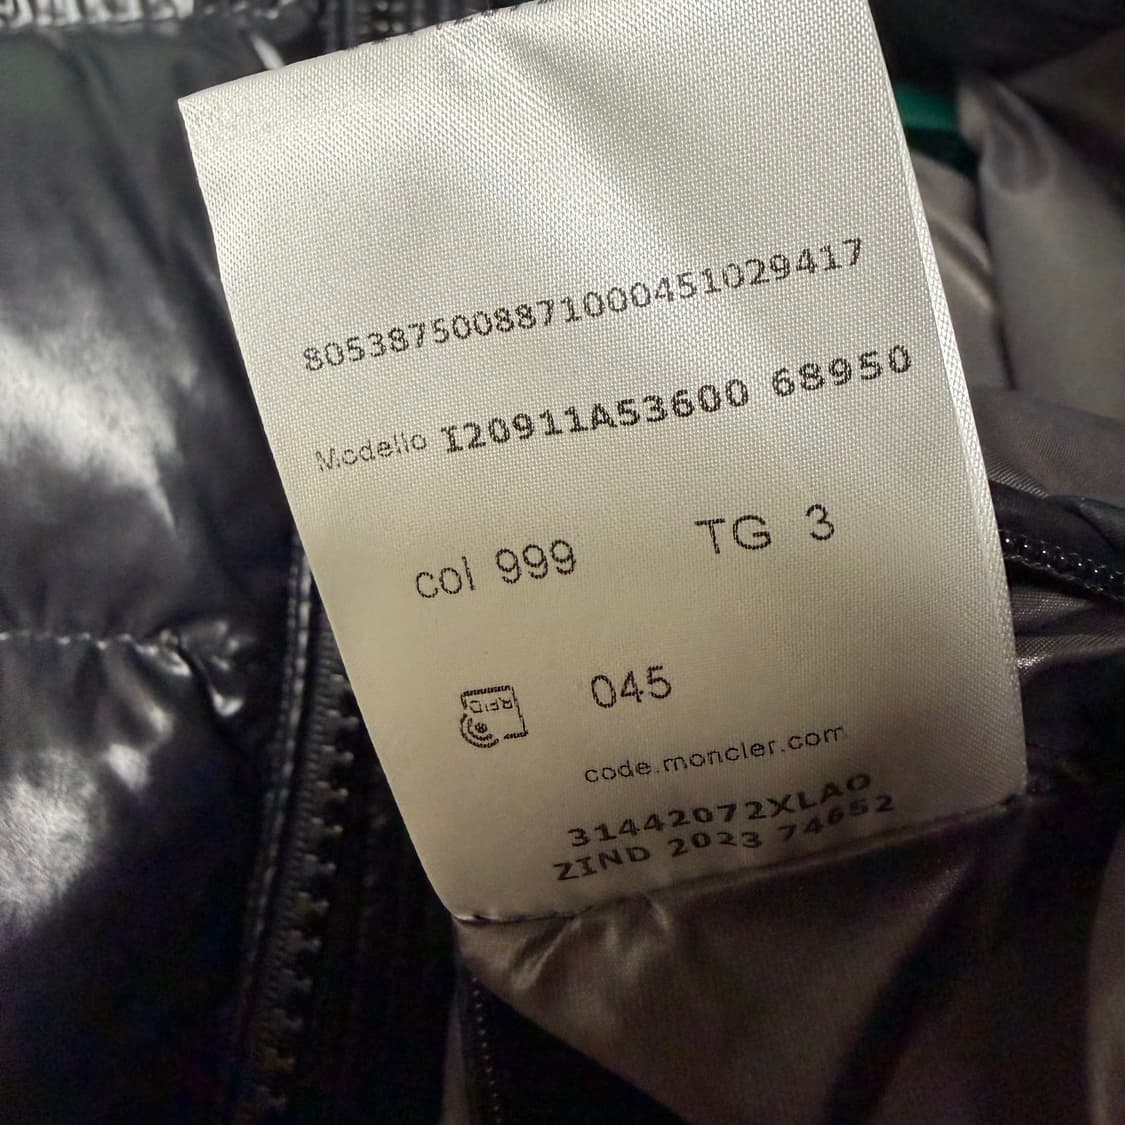 8053875008871000451029417
Modello I20911A53600 68950
col 999 TG 3
RFID 045
code.moncler.com
31442072XLAO
ZIND 2023 74652